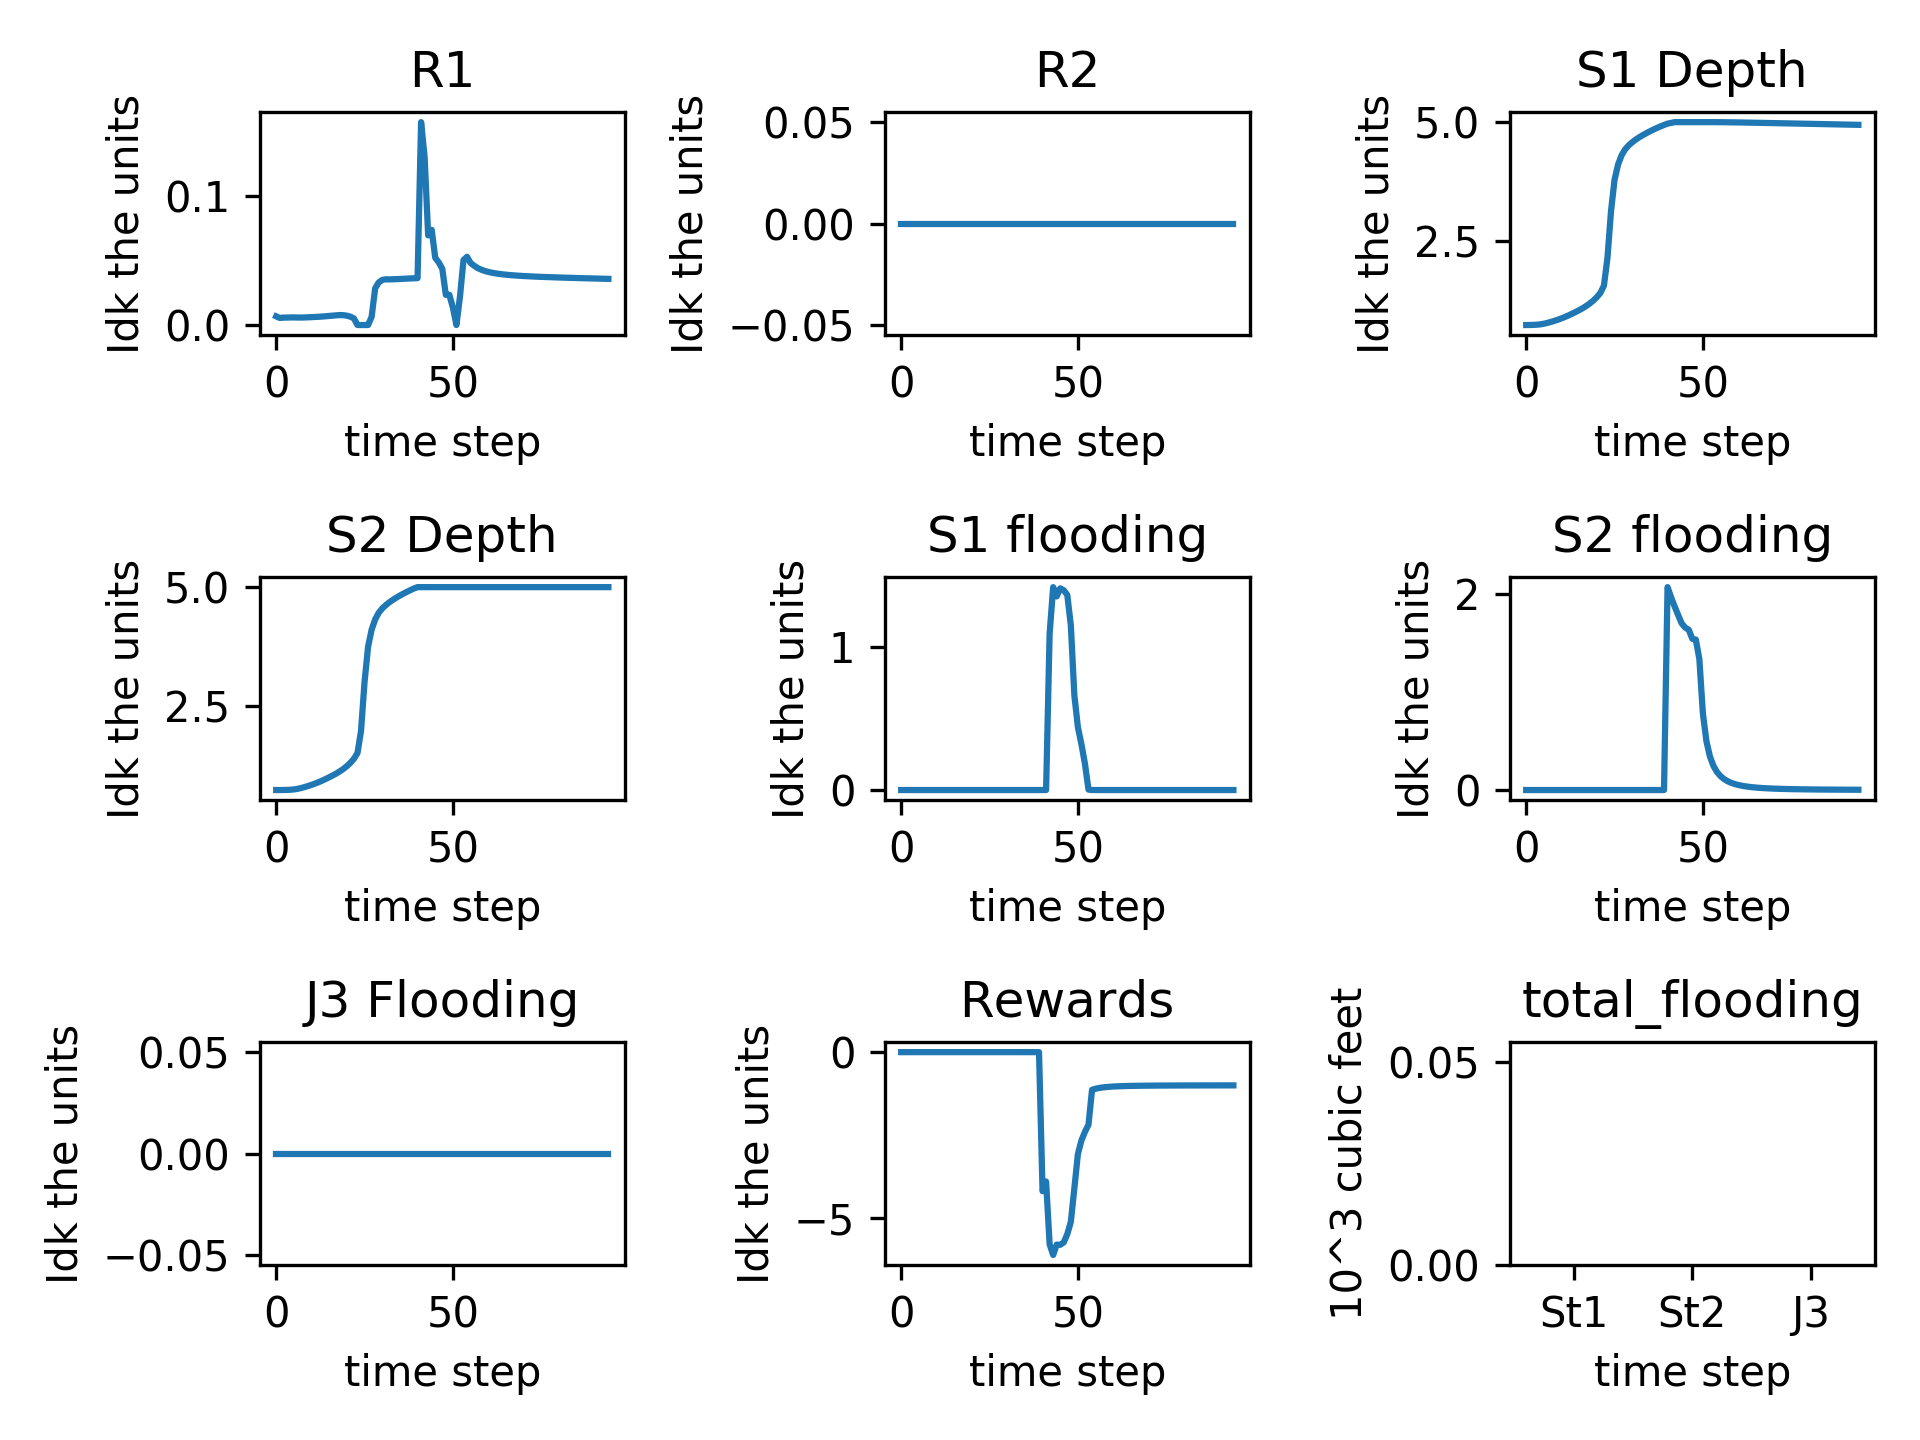 R1
Idk the units
0.1
0.0
0 50
time step
R2
Idk the units
0.05
0.00
−0.05
0 50
time step
S1 Depth
Idk the units
5.0
2.5
0 50
time step
S2 Depth
Idk the units
5.0
2.5
0 50
time step
S1 flooding
Idk the units
1
0
0 50
time step
S2 flooding
Idk the units
2
0
0 50
time step
J3 Flooding
Idk the units
0.05
0.00
−0.05
0 50
time step
Rewards
Idk the units
0
−5
0 50
time step
total_flooding
10^3 cubic feet
0.05
0.00
St1 St2 J3
time step